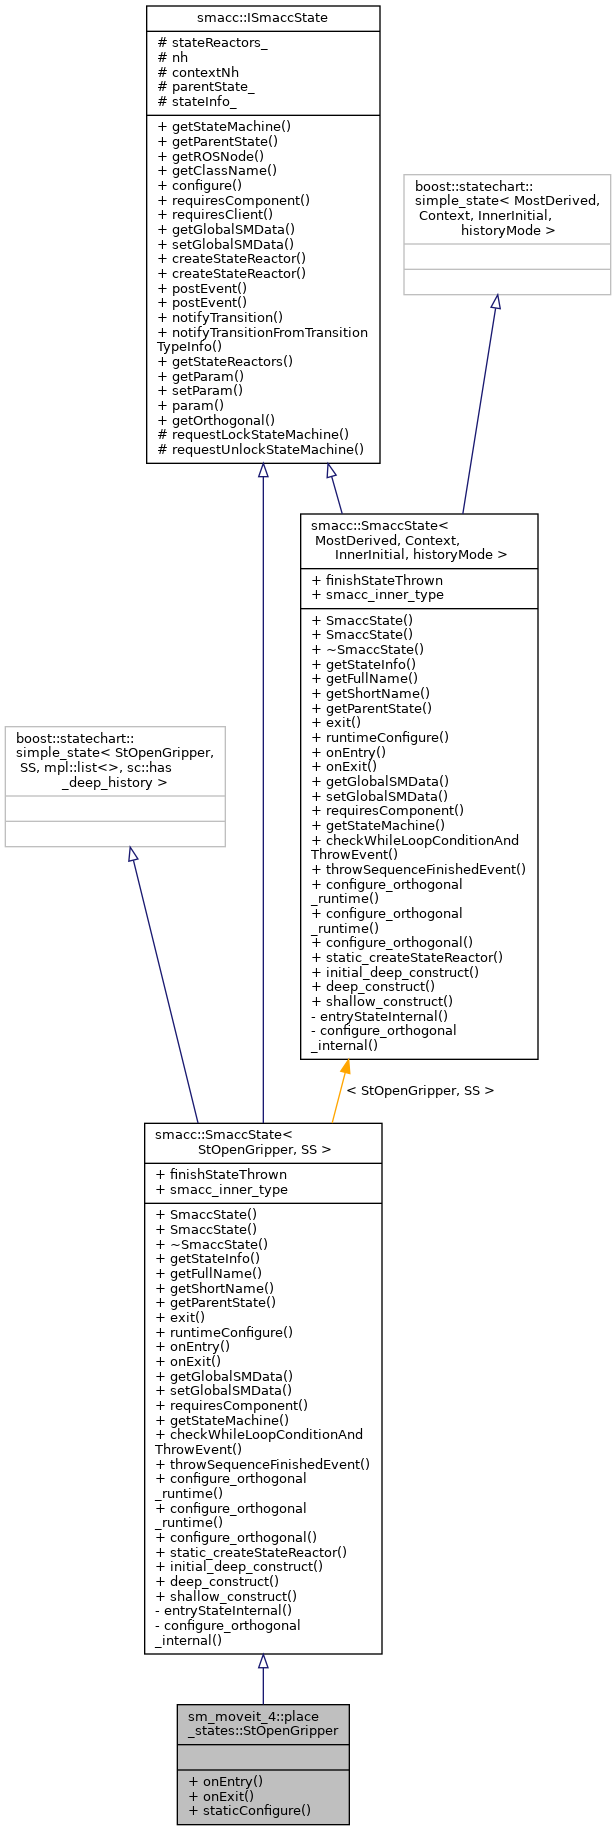 smacc::ISmaccState
# stateReactors_
# nh
# contextNh
# parentState_
# stateInfo_
+ getStateMachine()
+ getParentState()
+ getROSNode()
+ getClassName()
+ configure()
+ requiresComponent()
+ requiresClient()
+ getGlobalSMData()
+ setGlobalSMData()
+ createStateReactor()
+ createStateReactor()
+ postEvent()
+ postEvent()
+ notifyTransition()
+ notifyTransitionFromTransition
TypeInfo()
+ getStateReactors()
+ getParam()
+ setParam()
+ param()
+ getOrthogonal()
# requestLockStateMachine()
# requestUnlockStateMachine()
boost::statechart::
simple_state< MostDerived,
Context, InnerInitial,
historyMode >
smacc::SmaccState<
MostDerived, Context,
InnerInitial, historyMode >
+ finishStateThrown
+ smacc_inner_type
+ SmaccState()
+ SmaccState()
+ ~SmaccState()
+ getStateInfo()
+ getFullName()
+ getShortName()
+ getParentState()
+ exit()
+ runtimeConfigure()
+ onEntry()
+ onExit()
+ getGlobalSMData()
+ setGlobalSMData()
+ requiresComponent()
+ getStateMachine()
+ checkWhileLoopConditionAnd
ThrowEvent()
+ throwSequenceFinishedEvent()
+ configure_orthogonal
_runtime()
+ configure_orthogonal
_runtime()
+ configure_orthogonal()
+ static_createStateReactor()
+ initial_deep_construct()
+ deep_construct()
+ shallow_construct()
- entryStateInternal()
- configure_orthogonal
_internal()
boost::statechart::
simple_state< StOpenGripper,
SS, mpl::list<>, sc::has
_deep_history >
< StOpenGripper, SS >
smacc::SmaccState<
StOpenGripper, SS >
+ finishStateThrown
+ smacc_inner_type
+ SmaccState()
+ SmaccState()
+ ~SmaccState()
+ getStateInfo()
+ getFullName()
+ getShortName()
+ getParentState()
+ exit()
+ runtimeConfigure()
+ onEntry()
+ onExit()
+ getGlobalSMData()
+ setGlobalSMData()
+ requiresComponent()
+ getStateMachine()
+ checkWhileLoopConditionAnd
ThrowEvent()
+ throwSequenceFinishedEvent()
+ configure_orthogonal
_runtime()
+ configure_orthogonal
_runtime()
+ configure_orthogonal()
+ static_createStateReactor()
+ initial_deep_construct()
+ deep_construct()
+ shallow_construct()
- entryStateInternal()
- configure_orthogonal
_internal()
sm_moveit_4::place
_states::StOpenGripper
+ onEntry()
+ onExit()
+ staticConfigure()